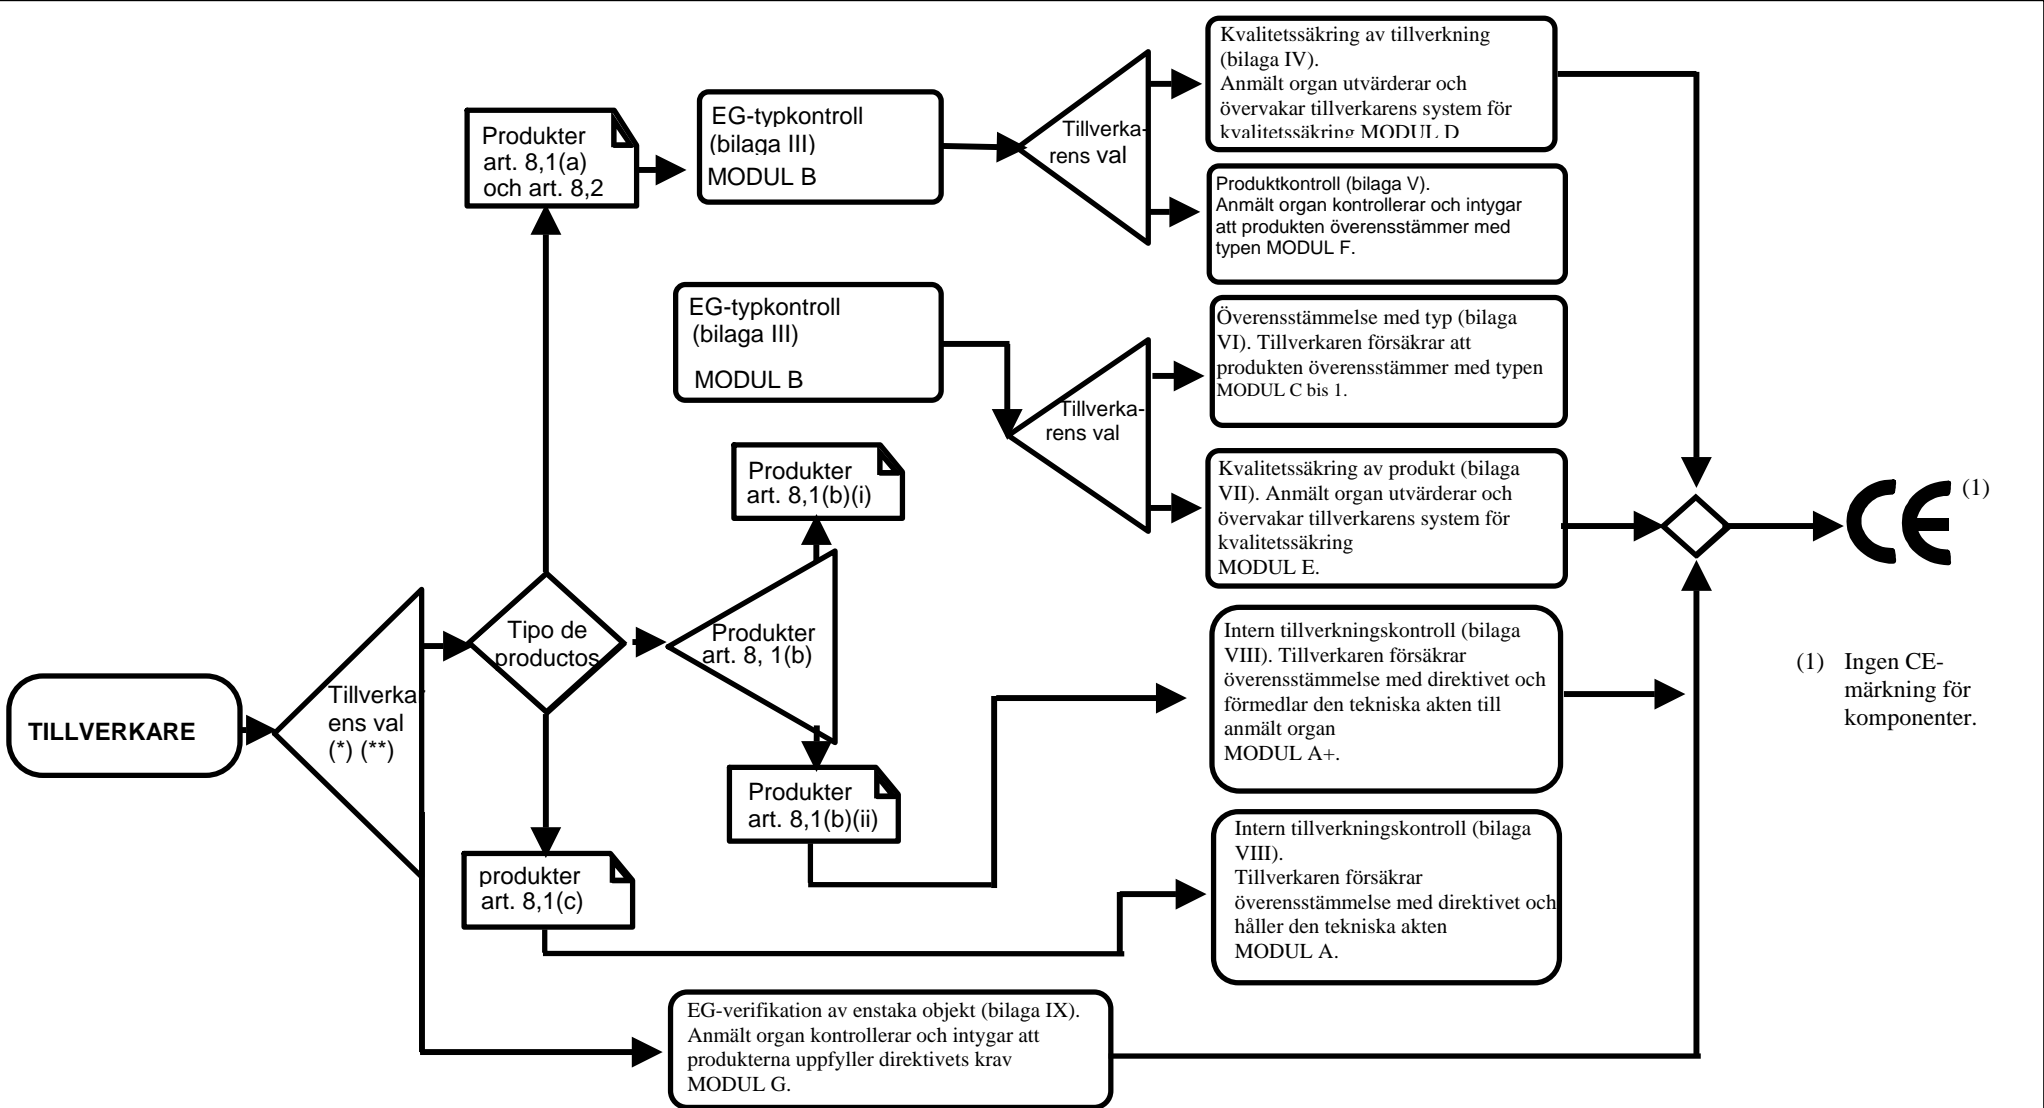 Kvalitetssäkring av tillverkning
(bilaga IV).
Anmält organ utvärderar och
övervakar tillverkarens system för
kvalitetssäkring MODUL D
Produkter
art. 8,1(a)
och art. 8,2
EG-typkontroll
(bilaga III)
MODUL B
Tillverka-
rens val
Produktkontroll (bilaga V).
Anmält organ kontrollerar och intygar
att produkten överensstämmer med
typen MODUL F.
EG-typkontroll
(bilaga III)
MODUL B
Tillverka-
rens val
Överensstämmelse med typ (bilaga
VI). Tillverkaren försäkrar att
produkten överensstämmer med typen
MODUL C bis 1.
Produkter
art. 8,1(b)(i)
Kvalitetssäkring av produkt (bilaga
VII). Anmält organ utvärderar och
övervakar tillverkarens system för
kvalitetssäkring
MODUL E.
CE (1)
TILLVERKARE
Tillverka
ens val
(*) (**)
Tipo de
productos
Produkter
art. 8, 1(b)
Intern tillverkningskontroll (bilaga
VIII). Tillverkaren försäkrar
överensstämmelse med direktivet och
förmedlar den tekniska akten till
anmält organ
MODUL A+.
(1) Ingen CE-
märkning för
komponenter.
Produkter
art. 8,1(b)(ii)
produkter
art. 8,1(c)
Intern tillverkningskontroll (bilaga
VIII).
Tillverkaren försäkrar
överensstämmelse med direktivet och
håller den tekniska akten
MODUL A.
EG-verifikation av enstaka objekt (bilaga IX).
Anmält organ kontrollerar och intygar att
produkterna uppfyller direktivets krav
MODUL G.